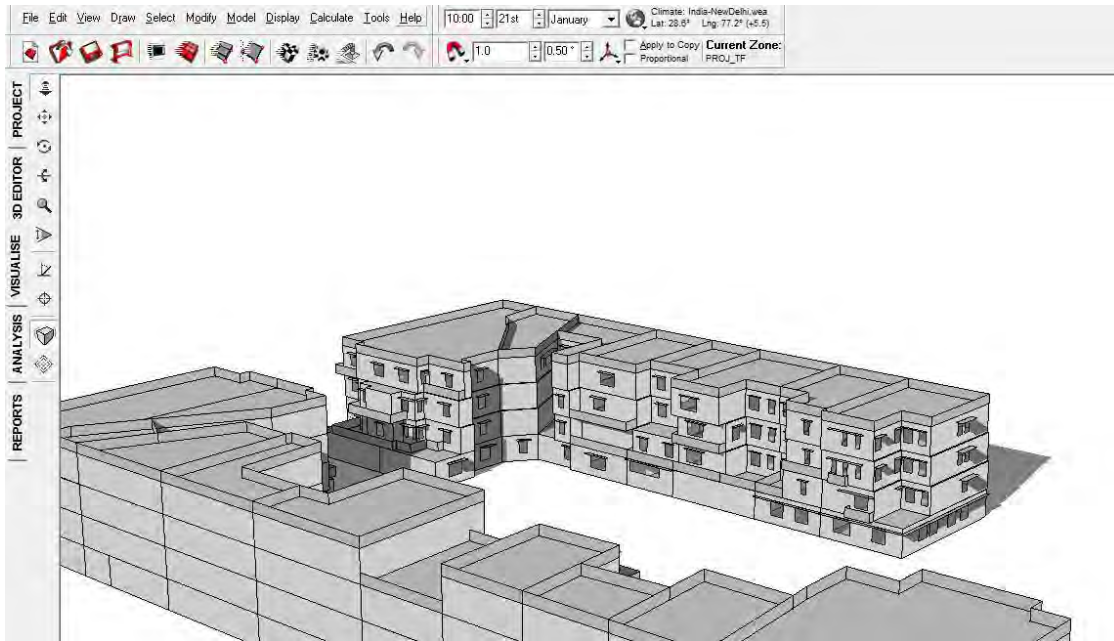 File Edit View Draw Select Modify Model Display Calculate Tools Help
10:00 21st January
Climate: India-NewDelhi.wea
Lat: 28.6° Lng: 77.2° (+5.5)
1.0 0.50 °
Apply to Copy
Proportional
Current Zone:
PROJ_TF
PROJECT
3D EDITOR
VISUALISE
ANALYSIS
REPORTS